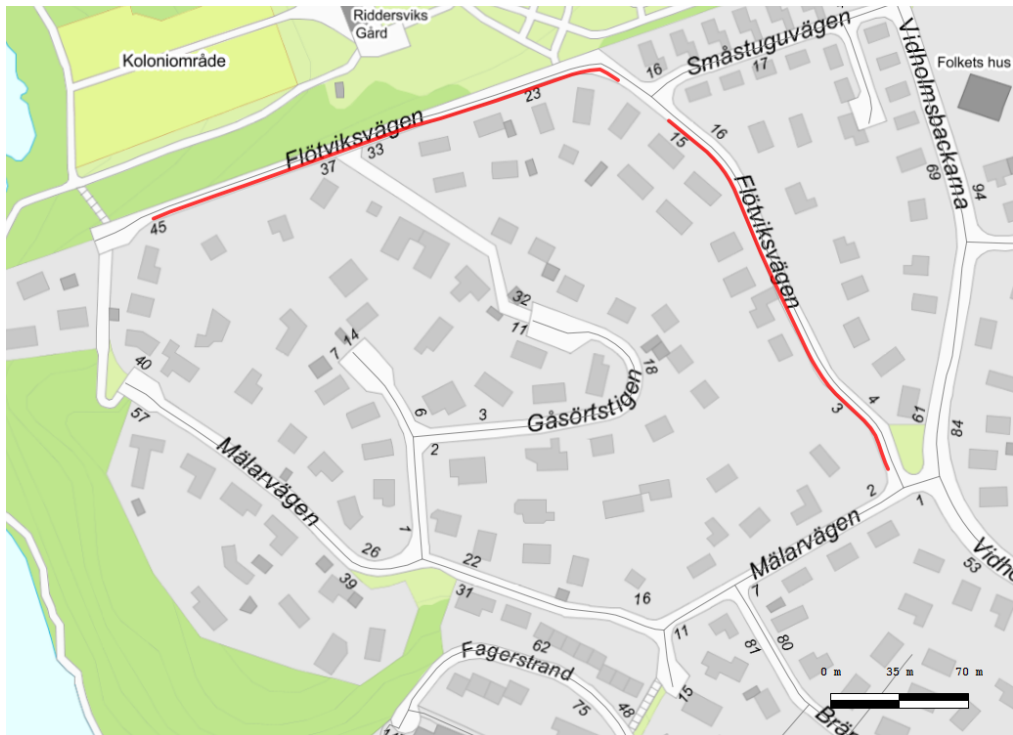 Riddersviks
Gård
Koloniområde
Småstuguvägen
16
17
Vidholmsbackarna
Folkets hus
23
Flötviksvägen
33
37
15
16
69
94
45
Flötviksvägen
32
11
14
7
18
40
57
6
3
2
Gåsörtstigen
3
4
61
84
Mälarvägen
1
2
1
26
22
39
31
16
Mälarvägen
7
53
11
81
80
62
Fagerstrand
75
48
15
0 m
35 m
70 m